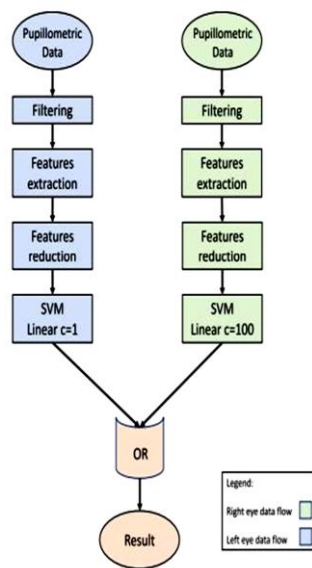 Pupillometric
Data
Filtering
Features
extraction
Features
reduction
SVM
Linear c=1
Pupillometric
Data
Filtering
Features
extraction
Features
reduction
SVM
Linear c=100
OR
Result
Legend:
Right eye data flow
Left eye data flow